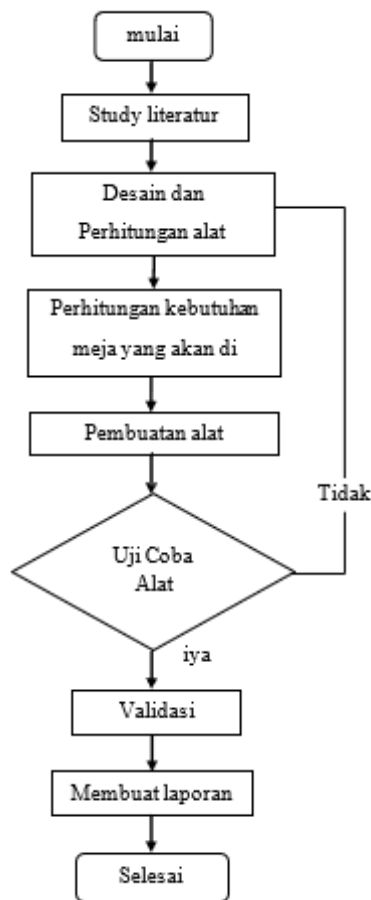 mulai
Study literatur
Desain dan
Perhitungan alat
Perhitungan kebutuhan
meja yang akan di
Pembuatan alat
Tidak
Uji Coba
Alat
iya
Validasi
Membuat laporan
Selesai